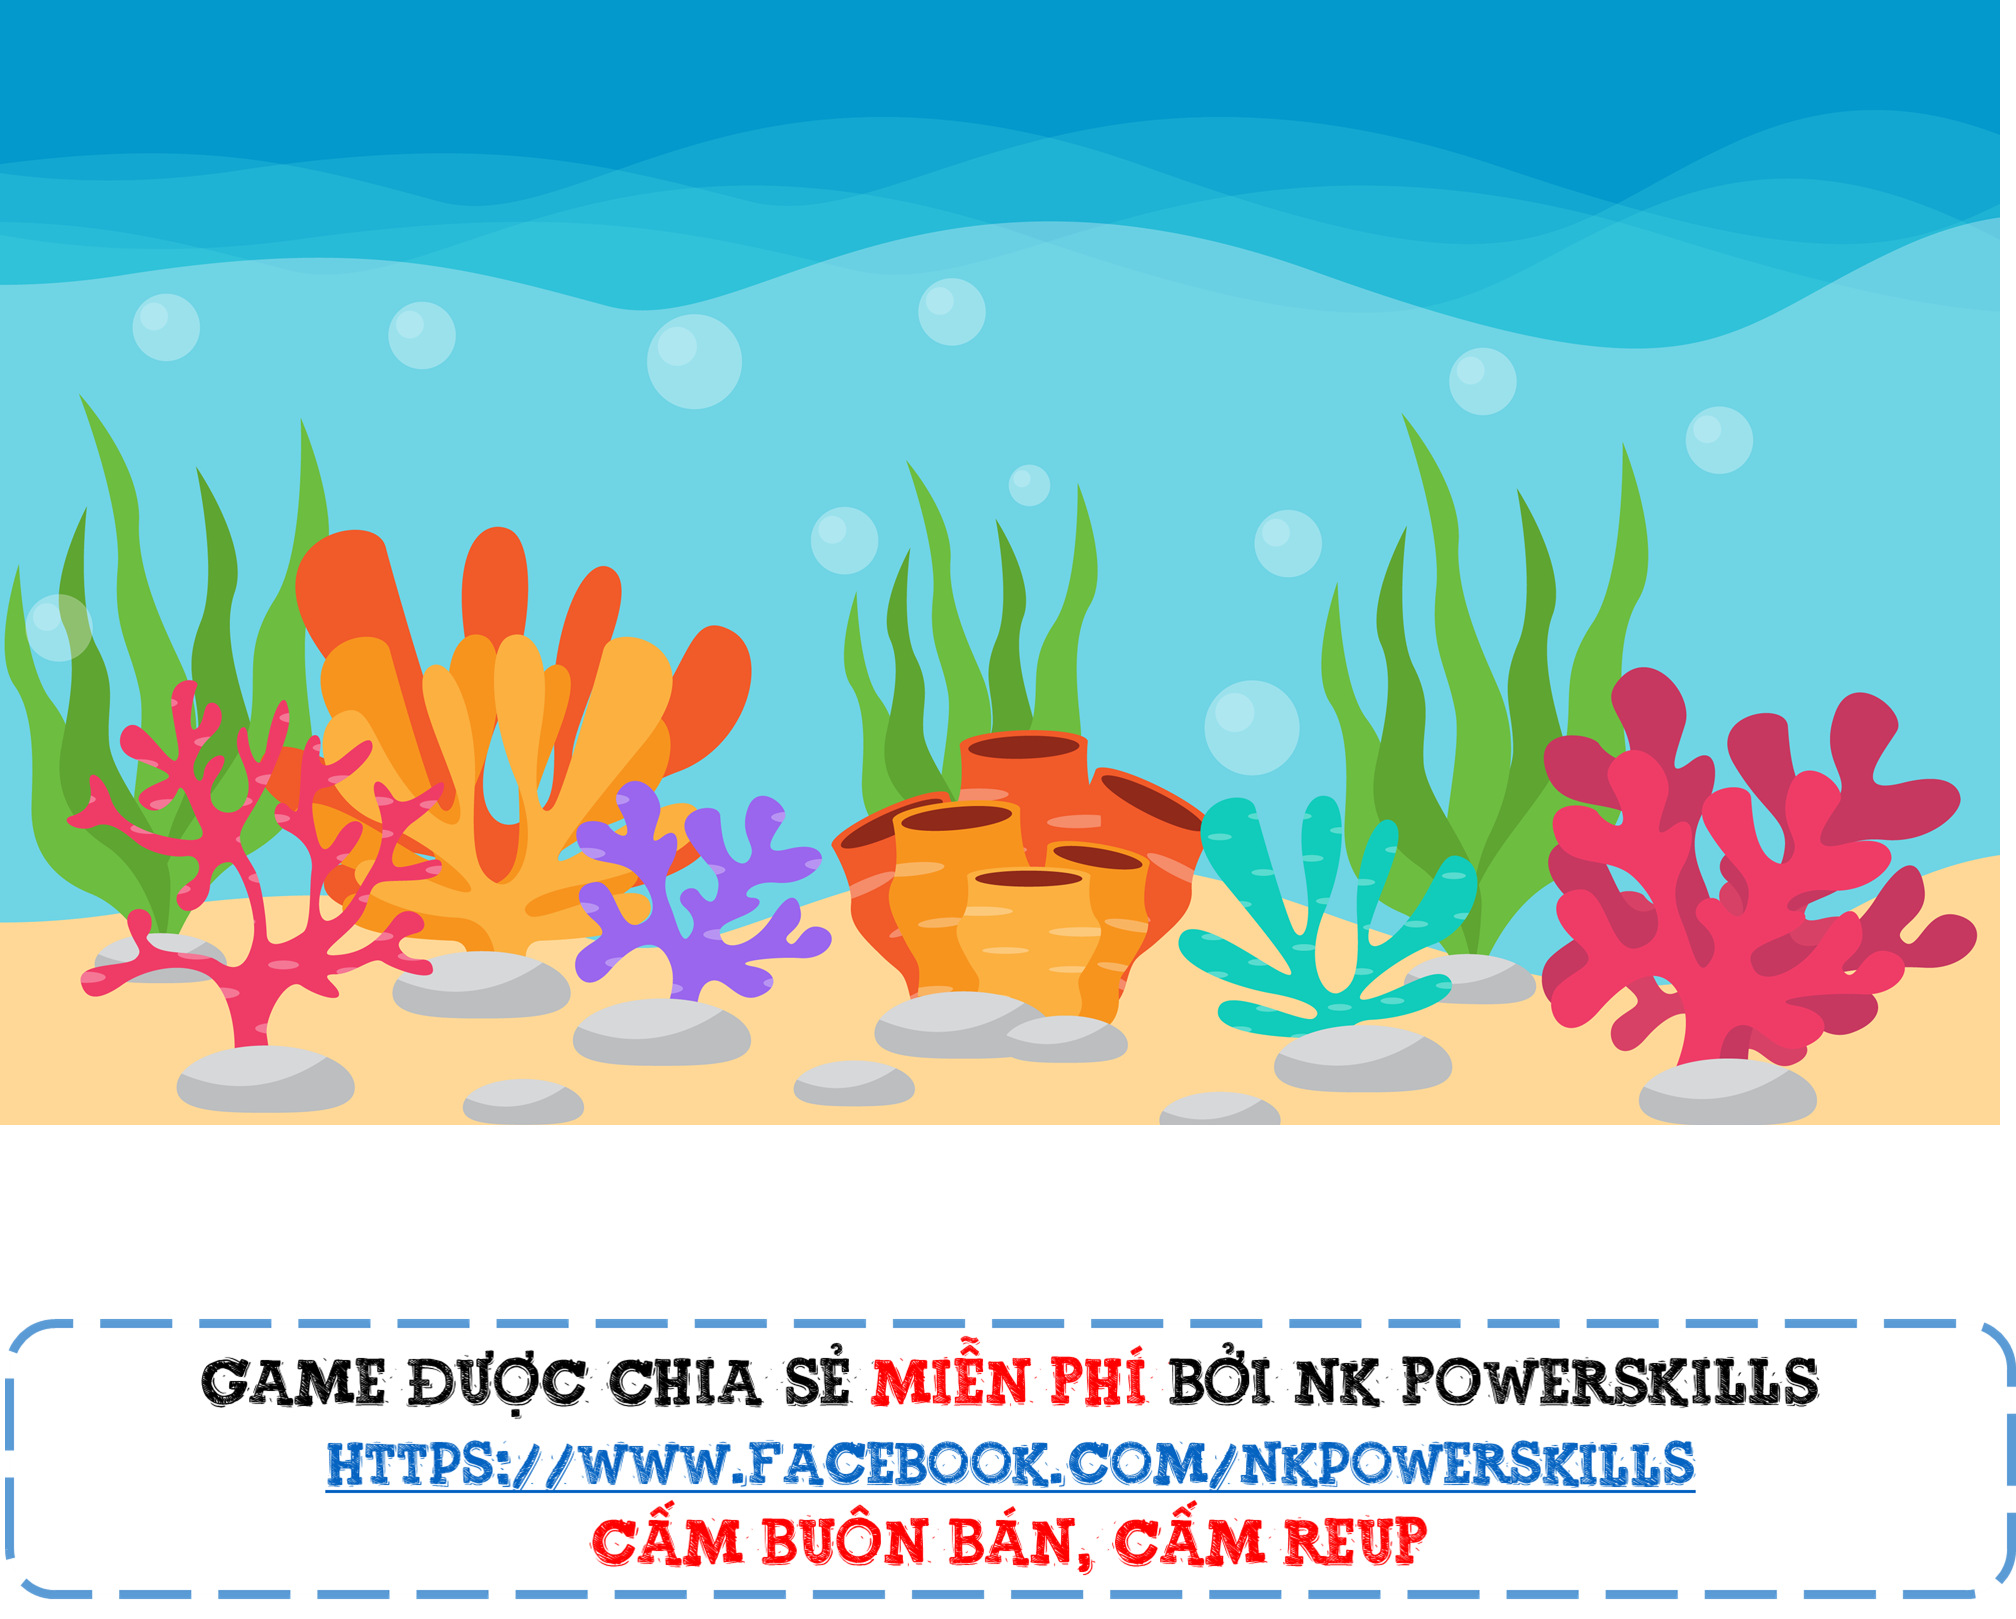 GAME ĐƯỢC CHIA SẺ MIỄN PHÍ BỞI NK POWERSKILLS
HTTPS://WWW.FACEBOOK.COM/NKPOWERSKILLS
CẤM BUÔN BÁN, CẤM REUP